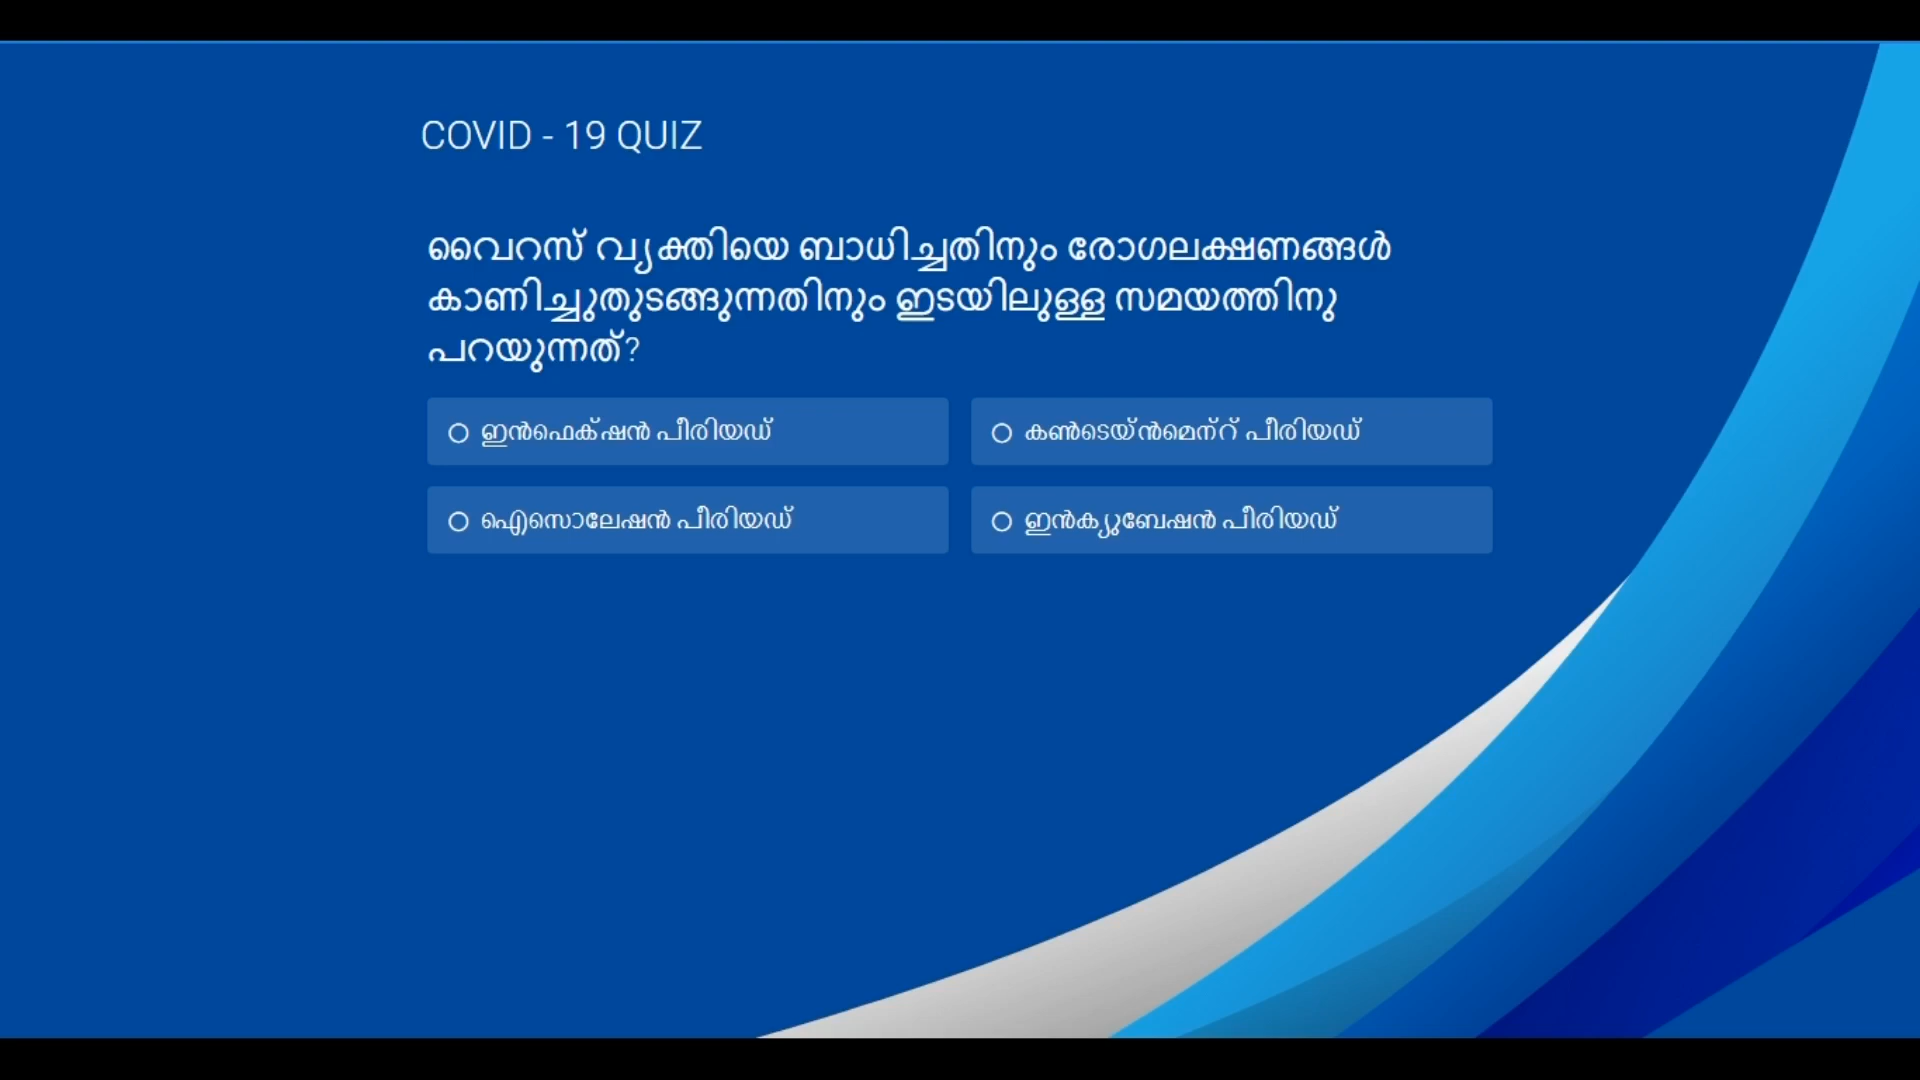 COVID - 19 QUIZ
വൈറസ് വ്യക്തിയെ ബാധിച്ചതിനും രോഗലക്ഷണങ്ങൾ
കാണിച്ചുതുടങ്ങുന്നതിനും ഇടയിലുള്ള സമയത്തിനു
പറയുന്നത്?
ഇൻഫെക്ഷൻ പീരിയഡ്
കൺടെയ്ൻമെന്റ് പീരിയഡ്
ഐസൊലേഷൻ പീരിയഡ്
ഇൻക്യുബേഷൻ പീരിയഡ്